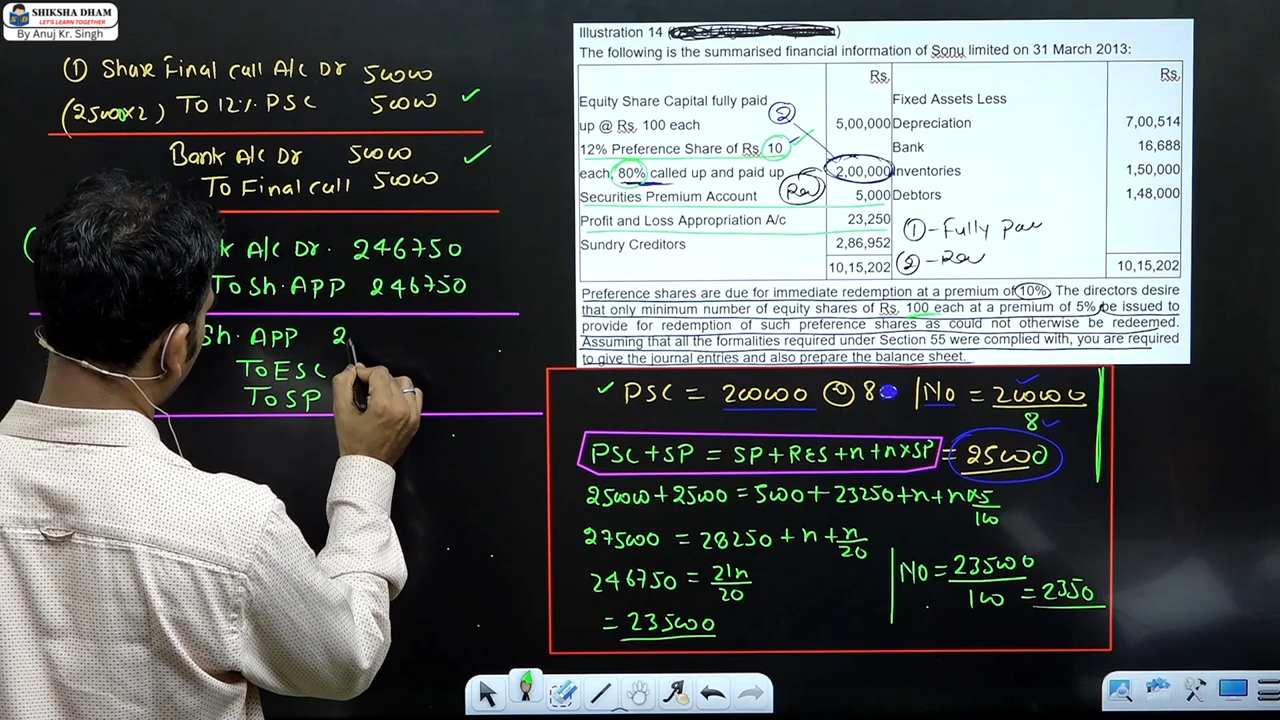 SHIKSHA DHAM
LET'S LEARN TOGETHER
By Anuj Kr. Singh
① Share Final call A/c Dr 50000
(25000×2) To 12% PSC 50000 ✓
Bank A/c Dr 50000 ✓
To Final call 50000
A/c Dr. 246750
To Sh. APP 246750
Sh. APP 2
To ESC
To SP
Illustration 14
The following is the summarised financial information of Sonu limited on 31 March 2013:
Rs. Rs.
Equity Share Capital fully paid Fixed Assets Less
up @ Rs. 100 each 5,00,000 Depreciation 7,00,514
12% Preference Share of Rs. 10 Bank 16,688
each, 80% called up and paid up 2,00,000 Inventories 1,50,000
Securities Premium Account 5,000 Debtors 1,48,000
Profit and Loss Appropriation A/c 23,250
Sundry Creditors 2,86,952
10,15,202 10,15,202
②
Rev
① - Fully
② - Rev
Preference shares are due for immediate redemption at a premium of 10%. The directors desire
that only minimum number of equity shares of Rs. 100 each at a premium of 5% be issued to
provide for redemption of such preference shares as could not otherwise be redeemed.
Assuming that all the formalities required under Section 55 were complied with, you are required
to give the journal entries and also prepare the balance sheet.
✓ PSC = 200000 @ 8 | No = 200000
8
PSC + SP = SP + RES + n + n×SP = 25000
250000 + 25000 = 5000 + 23250 + n + n×5
100
275000 = 28250 + n + n
20
246750 = 21n
20
= 235000
No = 235000
100 = 2350